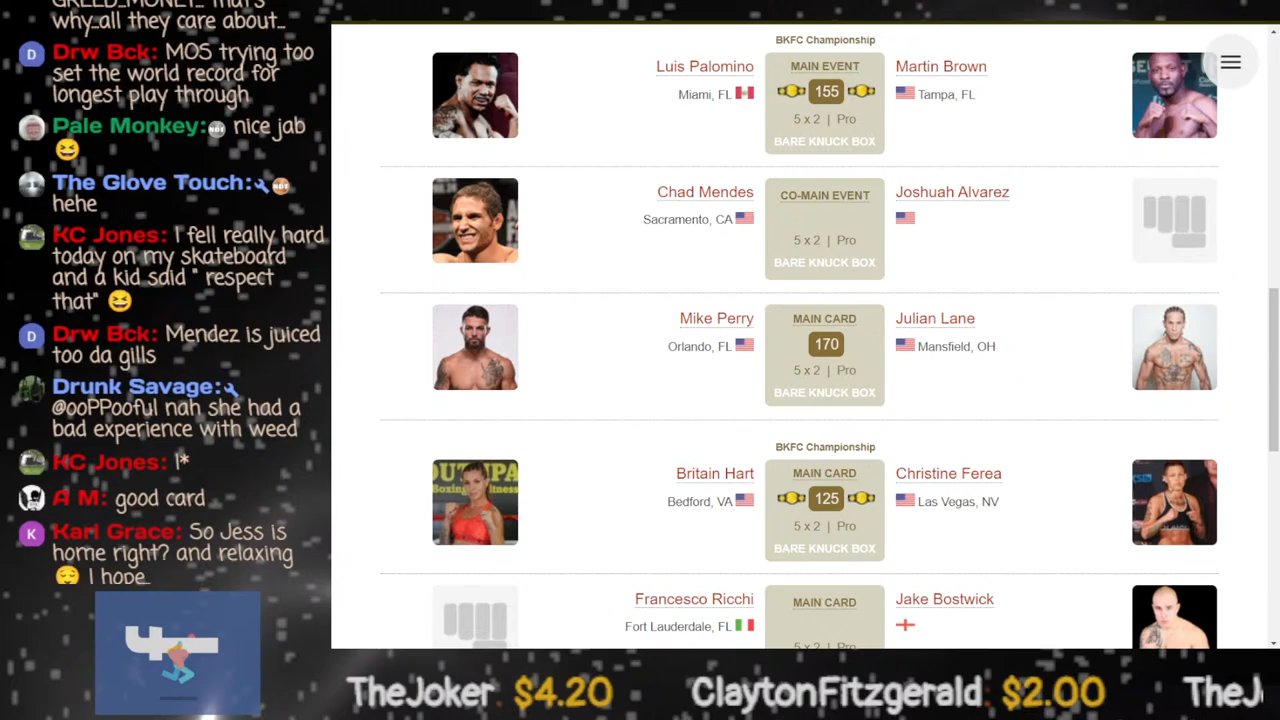 GREED_MONEY... that's
why...all they care about...
D Drw Bck: MOS trying too
set the world record for
longest play through
Pale Monkey: NOT nice jab
😆
The Glove Touch: NOT
hehe
KC Jones: I fell really hard
today on my skateboard
and a kid said " respect
that" 😆
D Drw Bck: Mendez is juiced
too da gills
Drunk Savage:
@ooPPooful nah she had a
bad experience with weed
KC Jones: I*
A M: good card
K Karl Grace: So Jess is
home right? and relaxing
😌 I hope..
BKFC Championship
Luis Palomino MAIN EVENT Martin Brown
Miami, FL 155 Tampa, FL
5 x 2 | Pro
BARE KNUCK BOX
Chad Mendes CO-MAIN EVENT Joshuah Alvarez
Sacramento, CA
5 x 2 | Pro
BARE KNUCK BOX
Mike Perry MAIN CARD Julian Lane
Orlando, FL 170 Mansfield, OH
5 x 2 | Pro
BARE KNUCK BOX
BKFC Championship
Britain Hart MAIN CARD Christine Ferea
Bedford, VA 125 Las Vegas, NV
5 x 2 | Pro
BARE KNUCK BOX
Francesco Ricchi MAIN CARD Jake Bostwick
Fort Lauderdale, FL
5 x 2 | Pro
TheJoker: $4.20 ClaytonFitzgerald: $2.00 TheJ